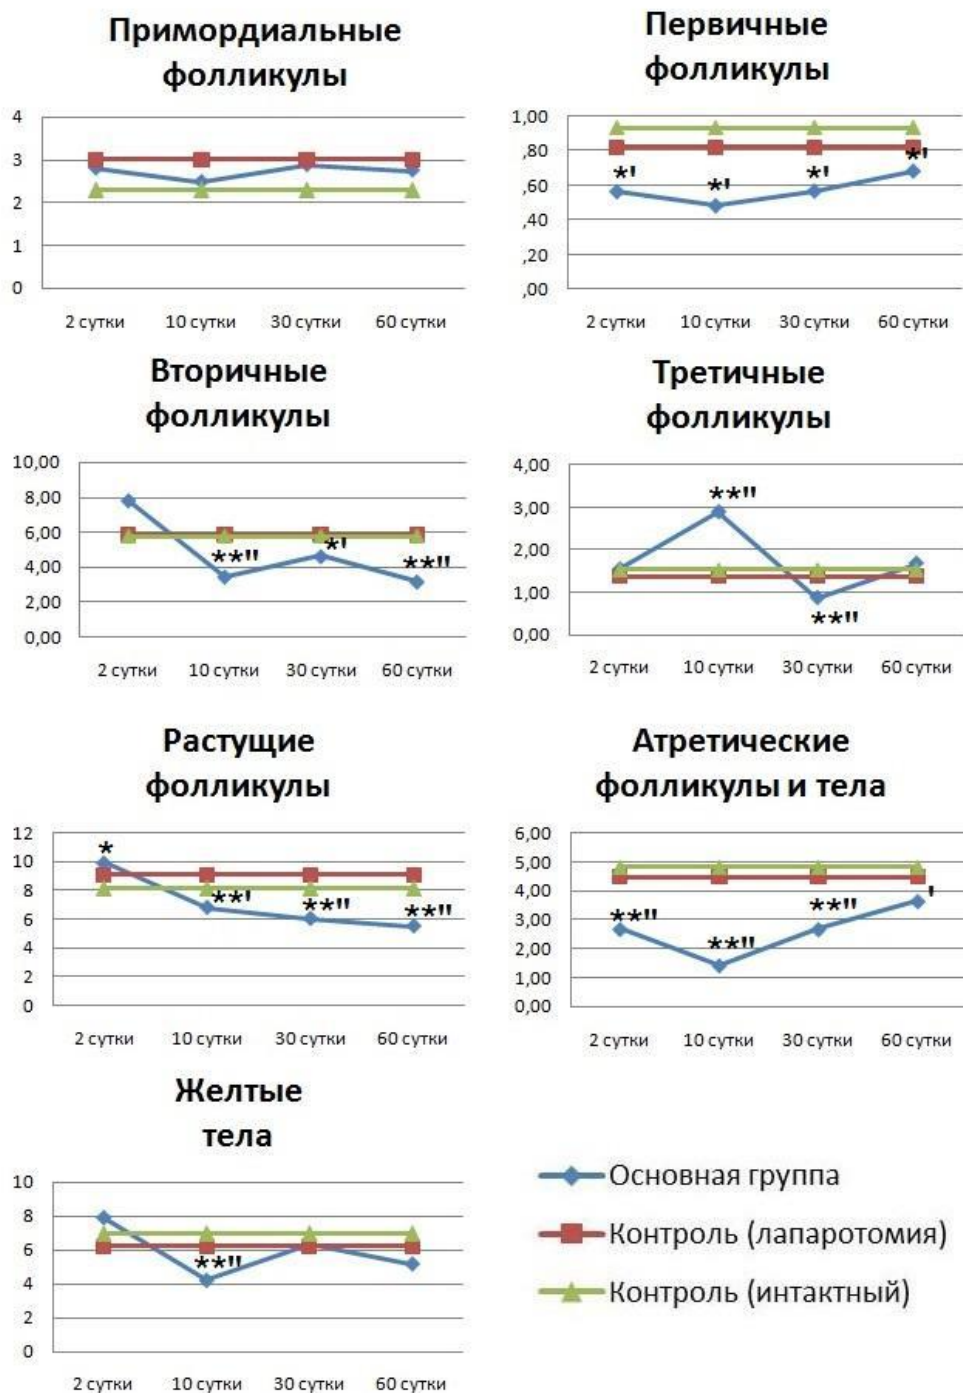 Примордиальные
фолликулы
4
3
2
1
0
2 сутки 10 сутки 30 сутки 60 сутки
Первичные
фолликулы
1,00
,80
,60
,40
,20
,00
*' *' *' *'
2 сутки 10 сутки 30 сутки 60 сутки
Вторичные
фолликулы
10,00
8,00
6,00
4,00
2,00
0,00
**" *' **"
2 сутки 10 сутки 30 сутки 60 сутки
Третичные
фолликулы
4,00
3,00
2,00
1,00
0,00
**" **"
2 сутки 10 сутки 30 сутки 60 сутки
Растущие
фолликулы
12
10
8
6
4
2
0
* **' **" **"
2 сутки 10 сутки 30 сутки 60 сутки
Атретические
фолликулы и тела
6,00
5,00
4,00
3,00
2,00
1,00
0,00
**" **" **" '
2 сутки 10 сутки 30 сутки 60 сутки
Желтые
тела
10
8
6
4
2
0
**"
2 сутки 10 сутки 30 сутки 60 сутки
Основная группа
Контроль (лапаротомия)
Контроль (интактный)